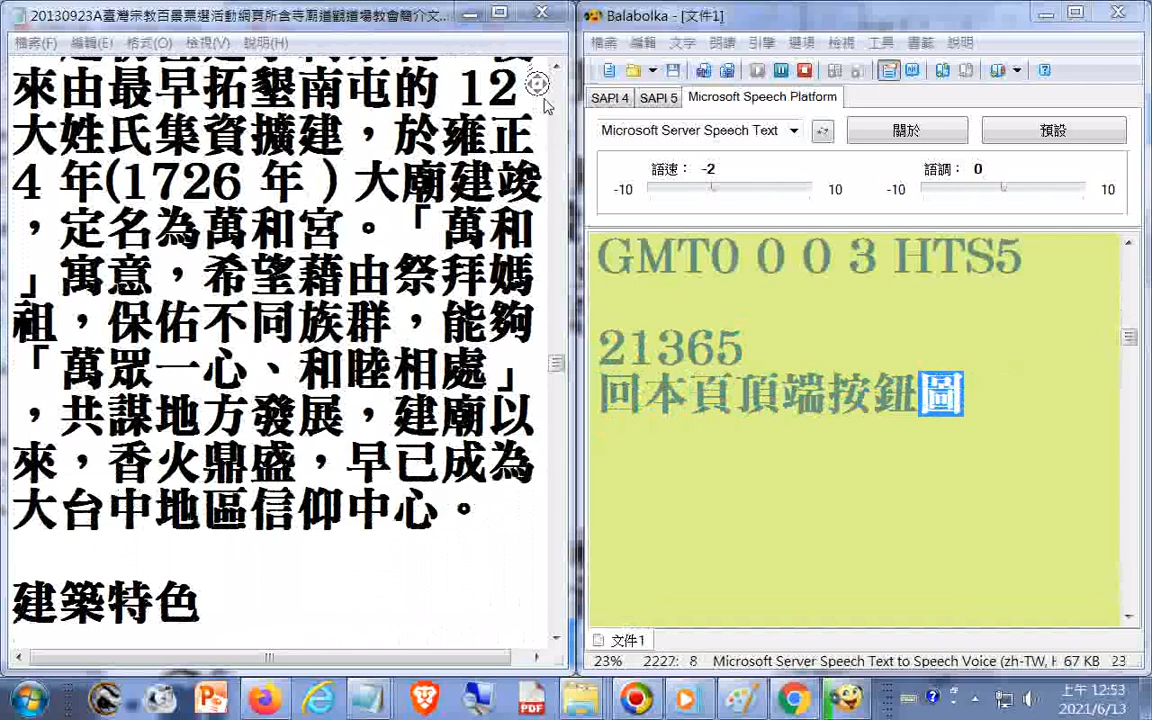 20130923A臺灣宗教百景票選活動網頁所含寺廟道觀道場教會簡介文...
檔案(F) 編輯(E) 格式(O) 檢視(V) 說明(H)
來由最早拓墾南屯的 12
大姓氏集資擴建，於雍正
4 年(1726 年 ) 大廟建竣
，定名為萬和宮。「萬和
」寓意，希望藉由祭拜媽
祖，保佑不同族群，能夠
「萬眾一心、和睦相處」
，共謀地方發展，建廟以
來，香火鼎盛，早已成為
大台中地區信仰中心。
建築特色
Balabolka - [文件1]
檔案 編輯 文字 朗讀 引擎 選項 檢視 工具 書籤 說明
SAPI 4 SAPI 5 Microsoft Speech Platform
Microsoft Server Speech Text 關於 預設
語速： -2 語調： 0
-10 10 -10 10
GMT0 0 0 3 HTS5
21365
回本頁頂端按鈕圖
文件1
23% 2227: 8 Microsoft Server Speech Text to Speech Voice (zh-TW, 67 KB 23
PDF
上午 12:53
2021/6/13